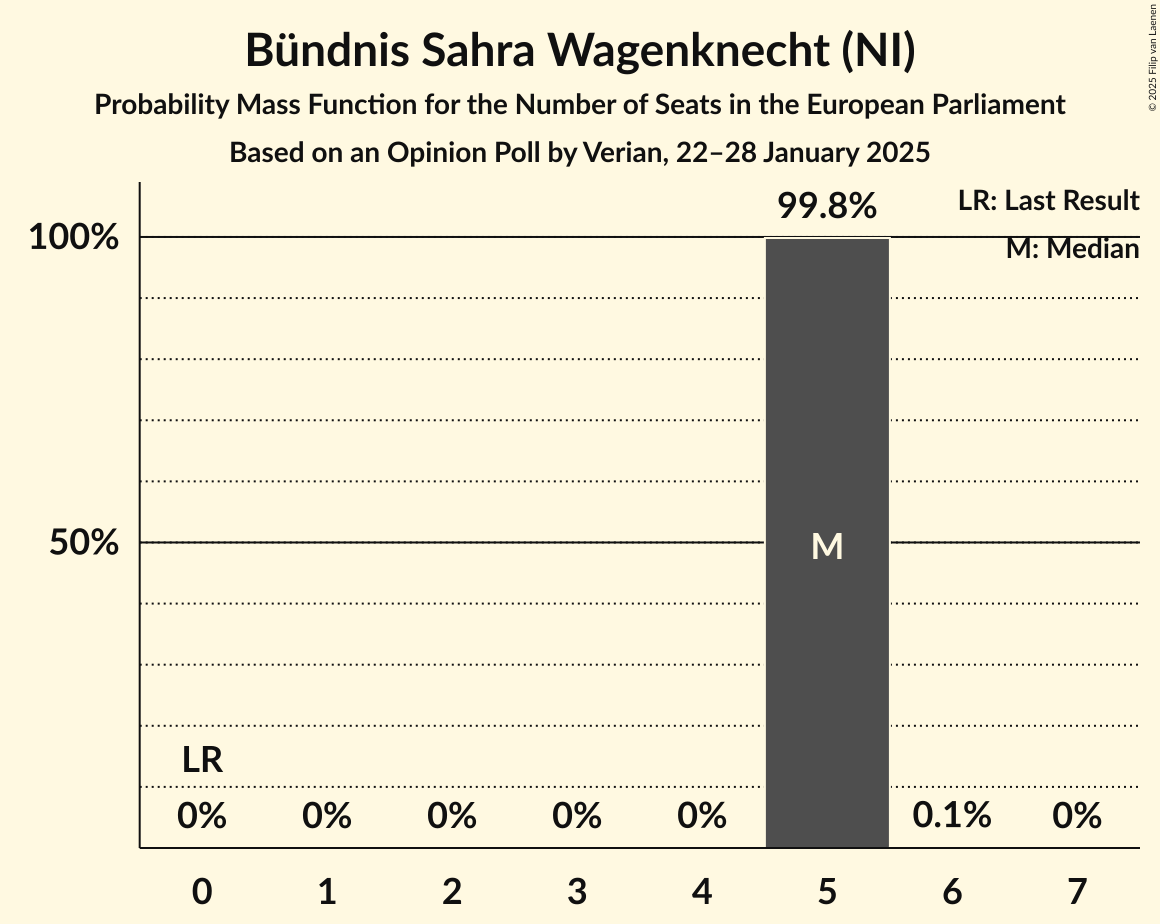 Bündnis Sahra Wagenknecht (NI)
Probability Mass Function for the Number of Seats in the European Parliament
Based on an Opinion Poll by Verian, 22–28 January 2025
© 2025 Filip van Laenen
LR: Last Result
M: Median
99.8%
100%
50%
M
LR
0% 0% 0% 0% 0% 0.1% 0%
0 1 2 3 4 5 6 7